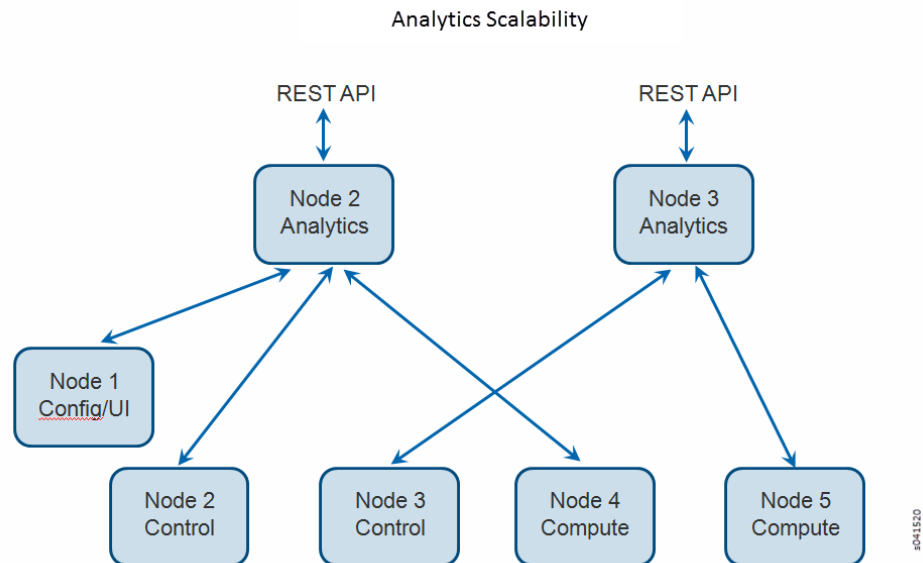 Analytics Scalability
REST API
REST API
Node 2
Analytics
Node 3
Analytics
Node 1
Config/UI
Node 2
Control
Node 3
Control
Node 4
Compute
Node 5
Compute
s041520